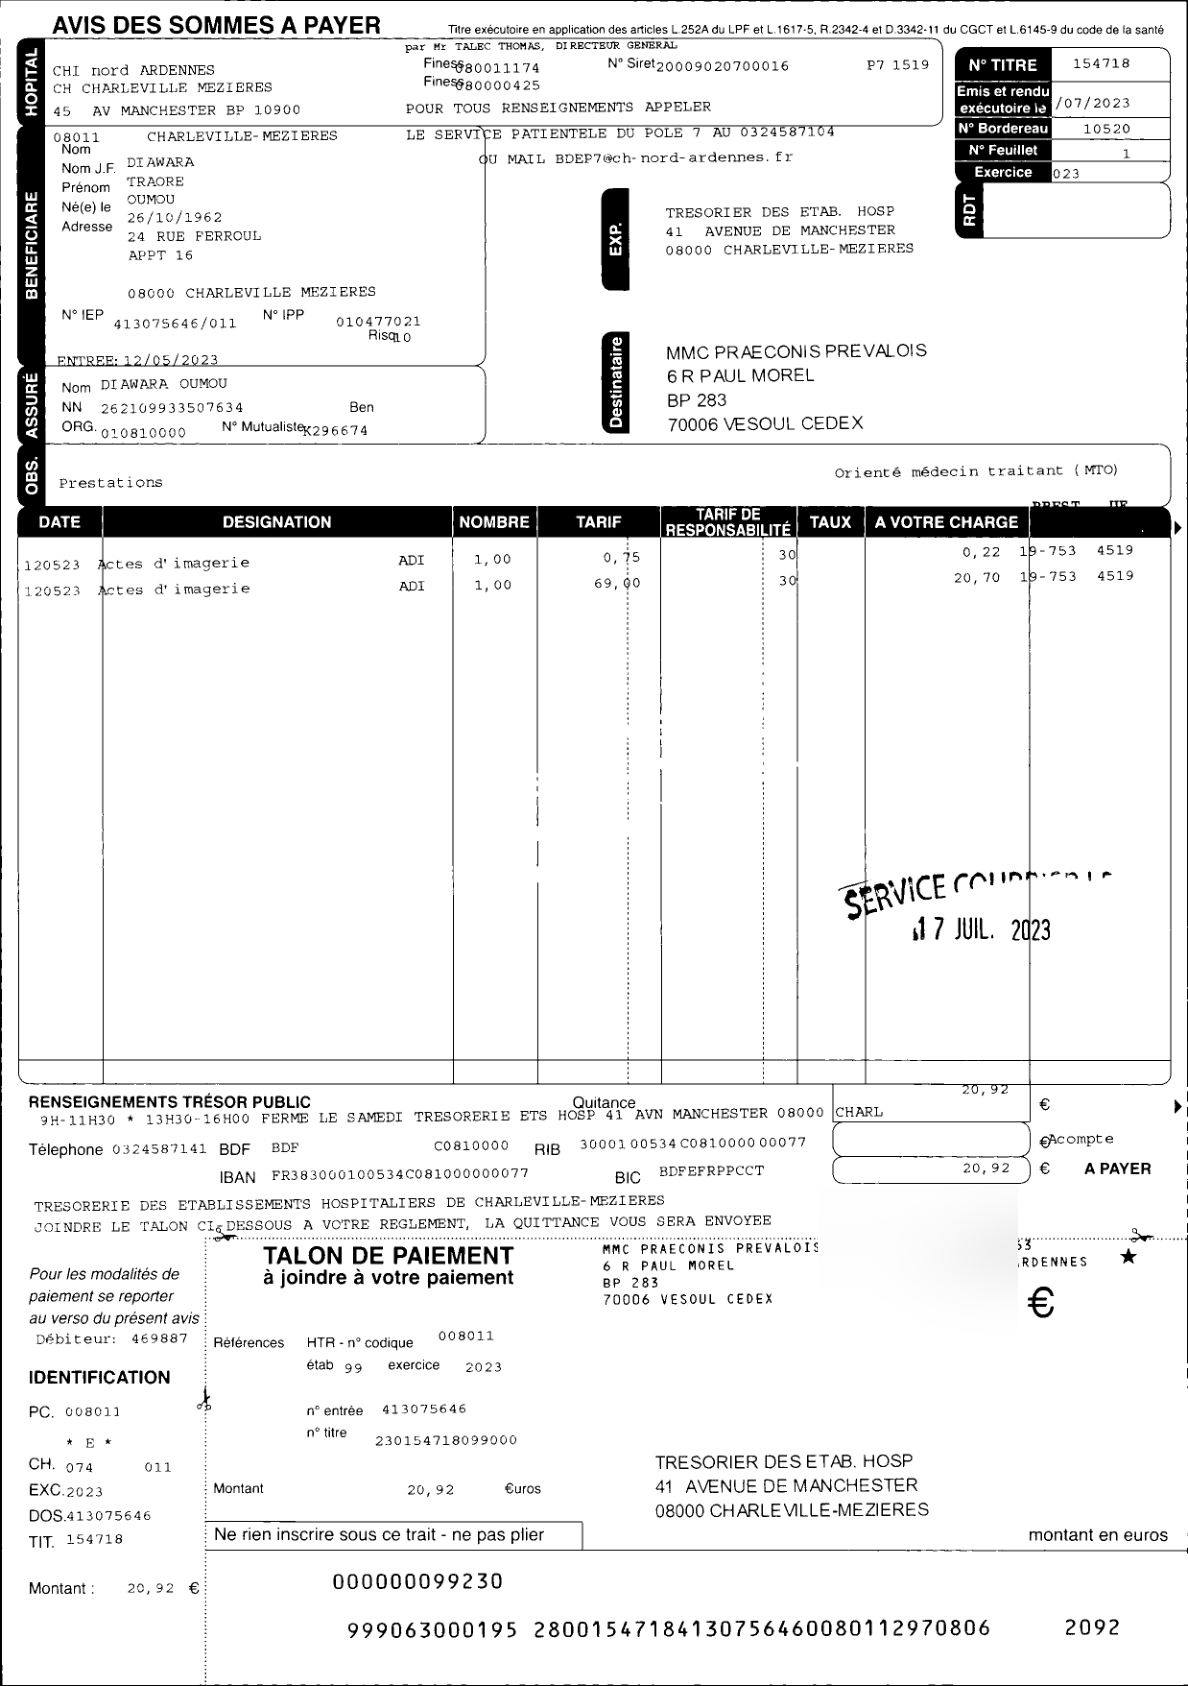 AVIS DES SOMMES A PAYER
Titre exécutoire en application des articles L.252A du LPF et L.1617-5, R.2342-4 et D.3342-11 du CGCT et L.6145-9 du code de la santé
par Mr TALEC THOMAS, DIRECTEUR GENERAL
HOPITAL
CHI nord ARDENNES
CH CHARLEVILLE MEZIERES
45 AV MANCHESTER BP 10900
08011 CHARLEVILLE-MEZIERES
Finess 080011174 N° Siret 20009020700016 P7 1519
Finess 080000425
POUR TOUS RENSEIGNEMENTS APPELER
LE SERVICE PATIENTELE DU POLE 7 AU 0324587104
OU MAIL BDEP7@ch-nord-ardennes.fr
N° TITRE 154718
Emis et rendu exécutoire le /07/2023
N° Bordereau 10520
N° Feuillet 1
Exercice 023
RDT
BENEFICIAIRE
Nom DIAWARA
Nom J.F. TRAORE
Prénom OUMOU
Né(e) le 26/10/1962
Adresse 24 RUE FERROUL
APPT 16
08000 CHARLEVILLE MEZIERES
N° IEP 413075646/011 N° IPP 010477021
Risq 10
ENTREE: 12/05/2023
EXP.
TRESORIER DES ETAB. HOSP
41 AVENUE DE MANCHESTER
08000 CHARLEVILLE-MEZIERES
Destinataire
MMC PRAECONIS PREVALOIS
6 R PAUL MOREL
BP 283
70006 VESOUL CEDEX
ASSURÉ
Nom DIAWARA OUMOU
NN 262109933507634 Ben
ORG. 010810000 N° Mutualiste K296674
OBS.
Orienté médecin traitant (MTO)
Prestations
PREST UF
DATE DESIGNATION NOMBRE TARIF TARIF DE RESPONSABILITÉ TAUX A VOTRE CHARGE
120523 Actes d'imagerie ADI 1,00 0,75 30 0,22 19-753 4519
120523 Actes d'imagerie ADI 1,00 69,00 30 20,70 19-753 4519
SERVICE
17 JUIL. 2023
20,92 €
RENSEIGNEMENTS TRÉSOR PUBLIC Quitance
9H-11H30 * 13H30-16H00 FERME LE SAMEDI TRESORERIE ETS HOSP 41 AVN MANCHESTER 08000 CHARL
Téléphone 0324587141 BDF BDF C0810000 RIB 30001 00534 C0810000000 77
€ Acompte
IBAN FR383000100534C081000000077 BIC BDFEFRPPCCT
20,92 € A PAYER
TRESORERIE DES ETABLISSEMENTS HOSPITALIERS DE CHARLEVILLE-MEZIERES
JOINDRE LE TALON CI-DESSOUS A VOTRE REGLEMENT, LA QUITTANCE VOUS SERA ENVOYEE
TALON DE PAIEMENT
à joindre à votre paiement
MMC PRAECONIS PREVALOIS
6 R PAUL MOREL
BP 283
70006 VESOUL CEDEX
53
RDENNES ★
€
Pour les modalités de
paiement se reporter
au verso du présent avis
Débiteur: 469887
Références HTR - n° codique 008011
étab 99 exercice 2023
n° entrée 413075646
n° titre 230154718099000
Montant 20,92 €uros
TRESORIER DES ETAB. HOSP
41 AVENUE DE MANCHESTER
08000 CHARLEVILLE-MEZIERES
IDENTIFICATION
PC. 008011
* E *
CH. 074 011
EXC. 2023
DOS. 413075646
TIT. 154718
Montant : 20,92 €
Ne rien inscrire sous ce trait - ne pas plier
montant en euros
000000099230
999063000195 28001547184130756460080112970806 2092